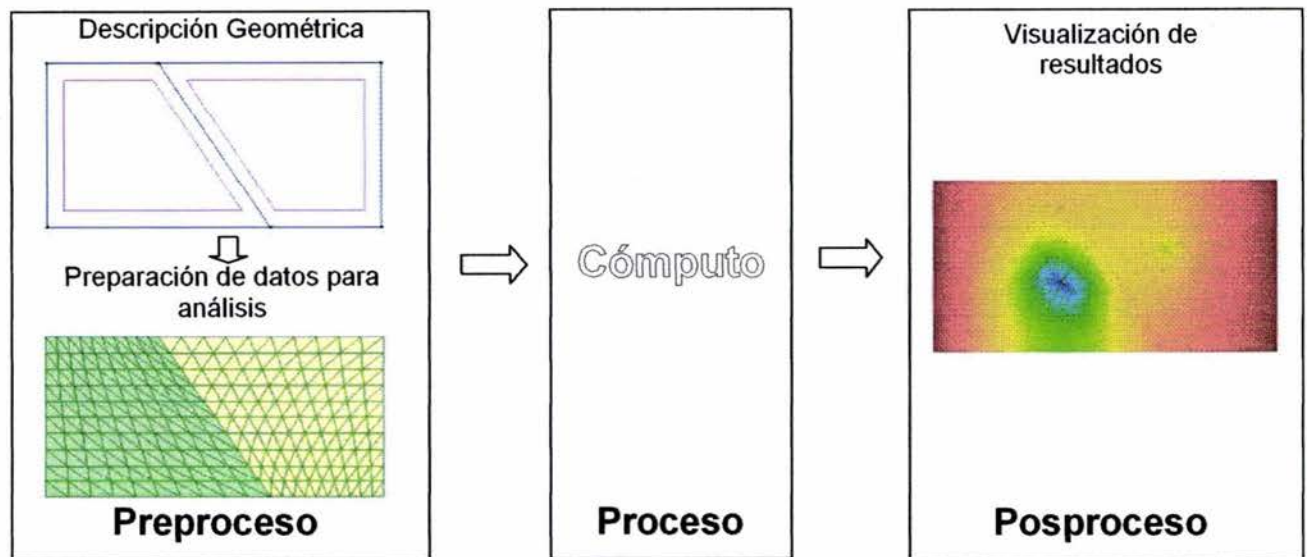 Descripción Geométrica
Preparación de datos para
análisis
Preproceso
Cómputo
Proceso
Visualización de
resultados
Posproceso